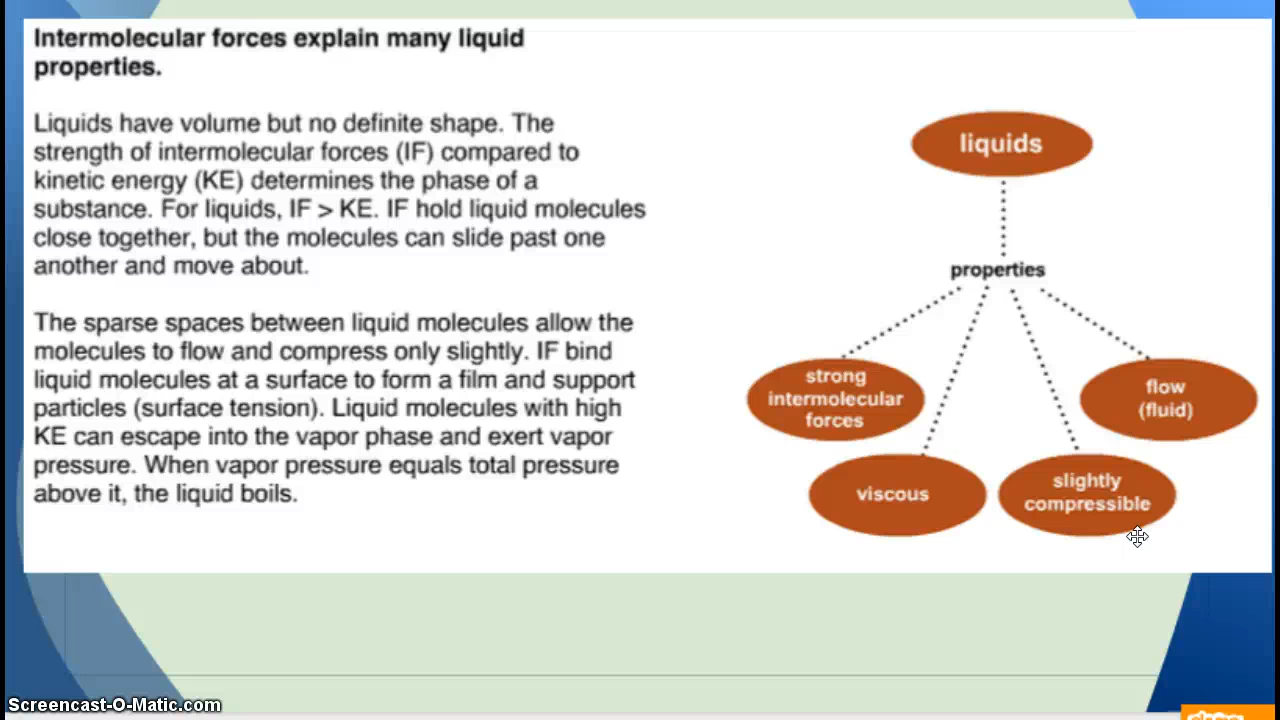 Intermolecular forces explain many liquid
properties.
Liquids have volume but no definite shape. The
strength of intermolecular forces (IF) compared to
kinetic energy (KE) determines the phase of a
substance. For liquids, IF > KE. IF hold liquid molecules
close together, but the molecules can slide past one
another and move about.
The sparse spaces between liquid molecules allow the
molecules to flow and compress only slightly. IF bind
liquid molecules at a surface to form a film and support
particles (surface tension). Liquid molecules with high
KE can escape into the vapor phase and exert vapor
pressure. When vapor pressure equals total pressure
above it, the liquid boils.
liquids
properties
strong
intermolecular
forces
flow
(fluid)
viscous
slightly
compressible
Screencast-O-Matic.com